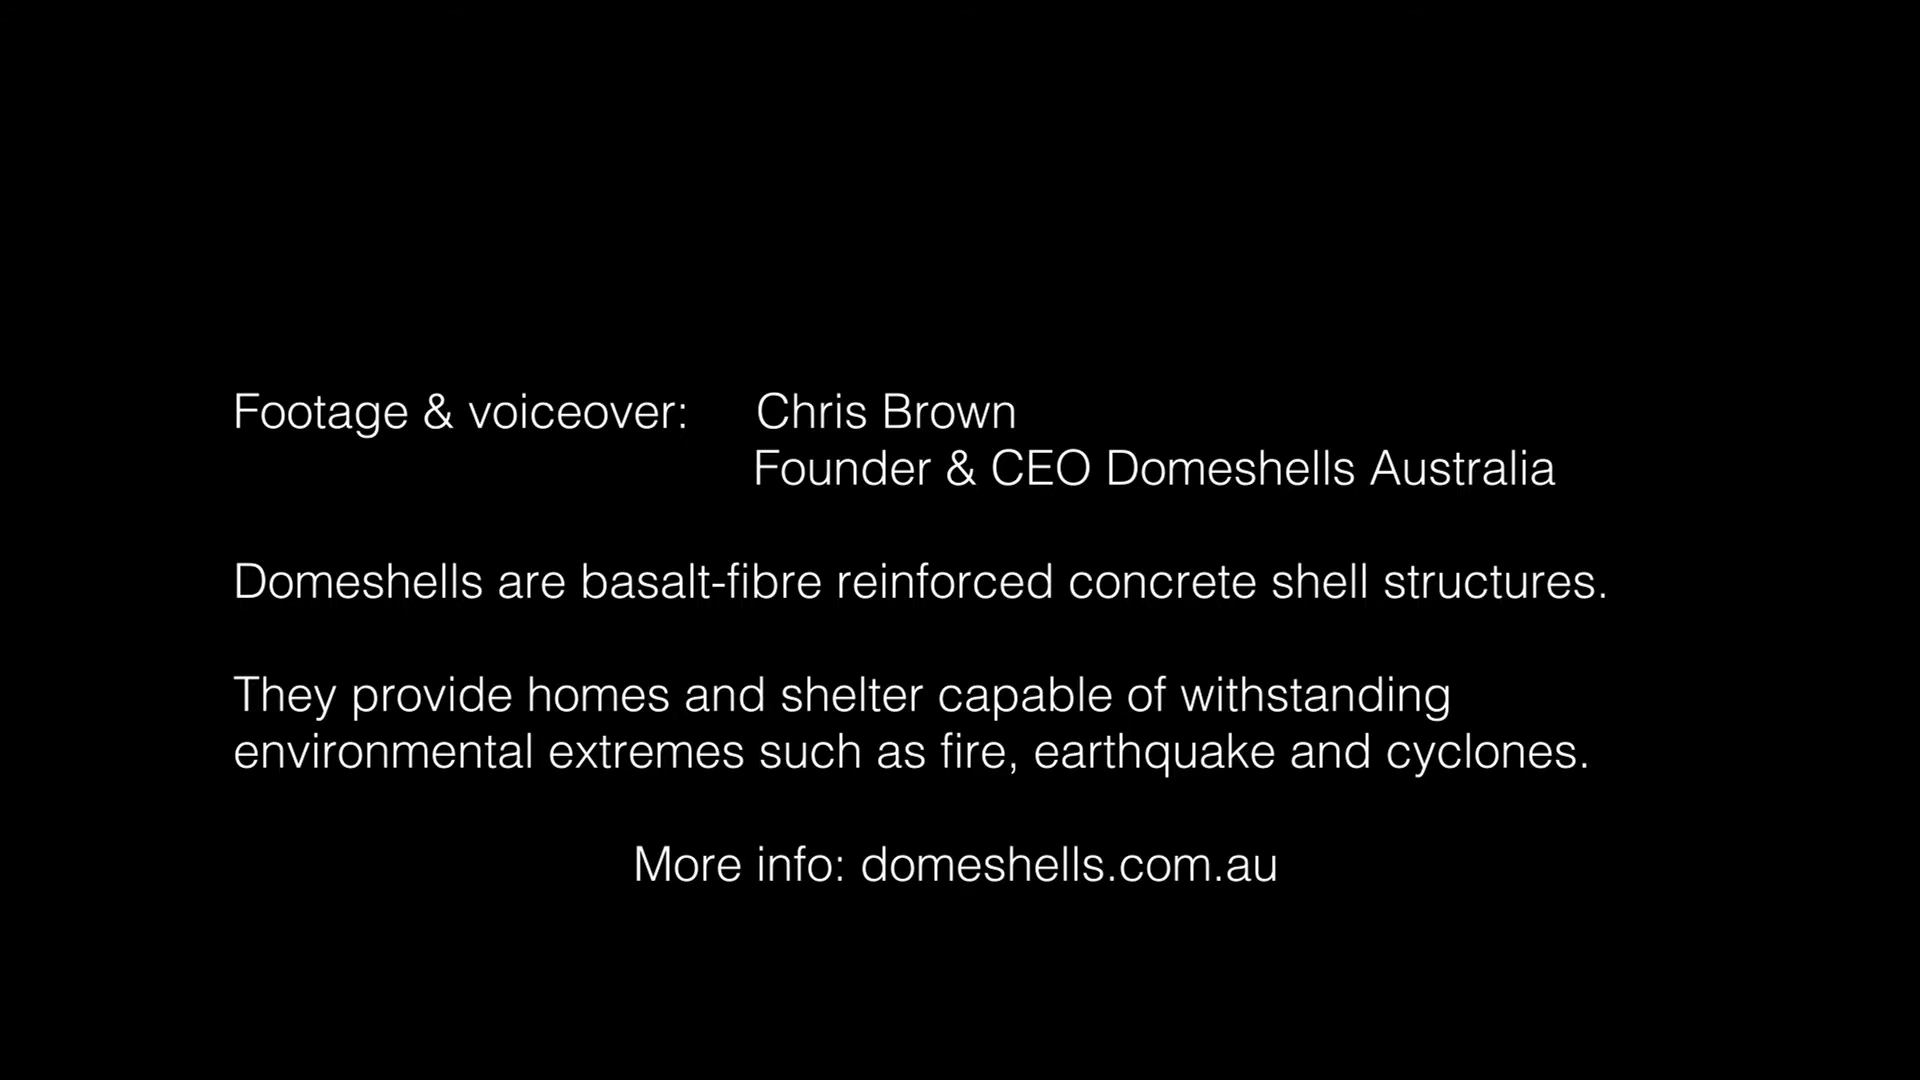 Footage & voiceover: Chris Brown
Founder & CEO Domeshells Australia
Domeshells are basalt-fibre reinforced concrete shell structures.
They provide homes and shelter capable of withstanding
environmental extremes such as fire, earthquake and cyclones.
More info: domeshells.com.au